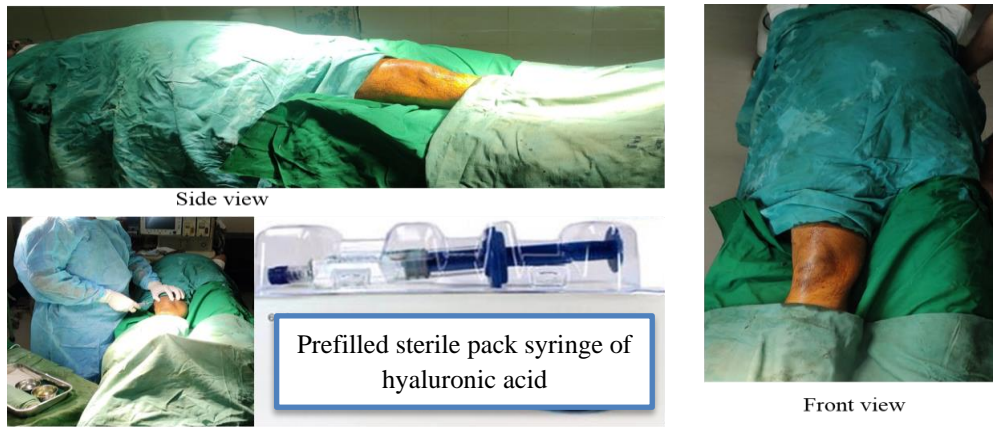 Side view
Prefilled sterile pack syringe of
hyaluronic acid
Front view